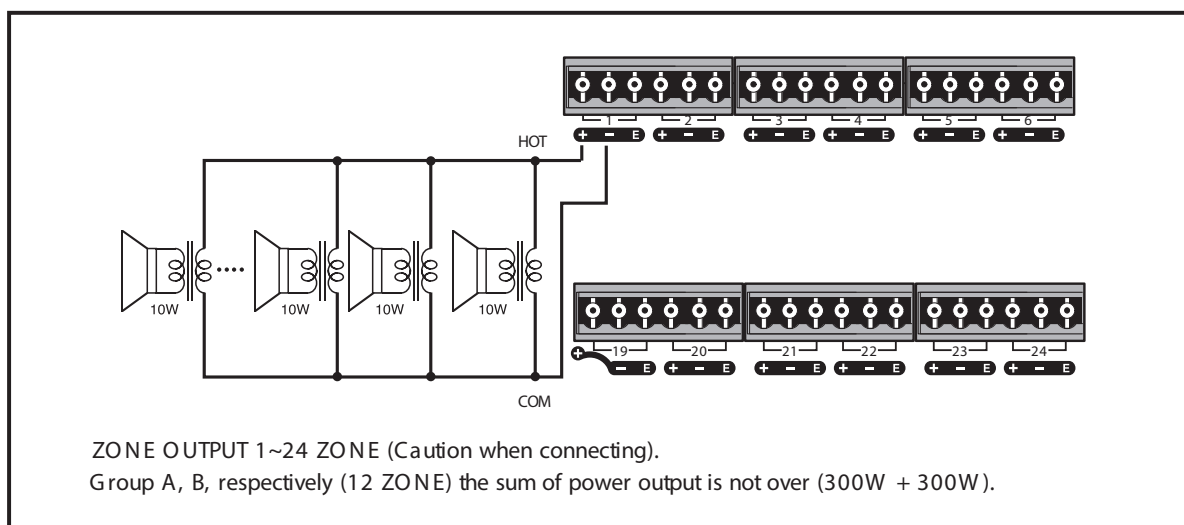 1 2 3 4 5 6
+ - E + - E + - E + - E + - E + - E
HOT
10W 10W 10W 10W
19 20 21 22 23 24
+ - E + - E + - E + - E + - E + - E
COM
ZONE OUTPUT 1~24 ZONE (Caution when connecting).
Group A, B, respectively (12 ZONE) the sum of power output is not over (300W + 300W).